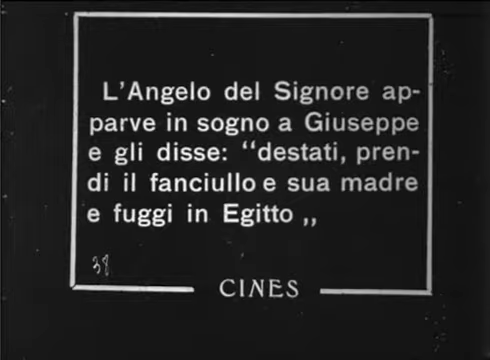 L'Angelo del Signore ap-
parve in sogno a Giuseppe
e gli disse: "destati, pren-
di il fanciullo e sua madre
e fuggi in Egitto „
38
CINES